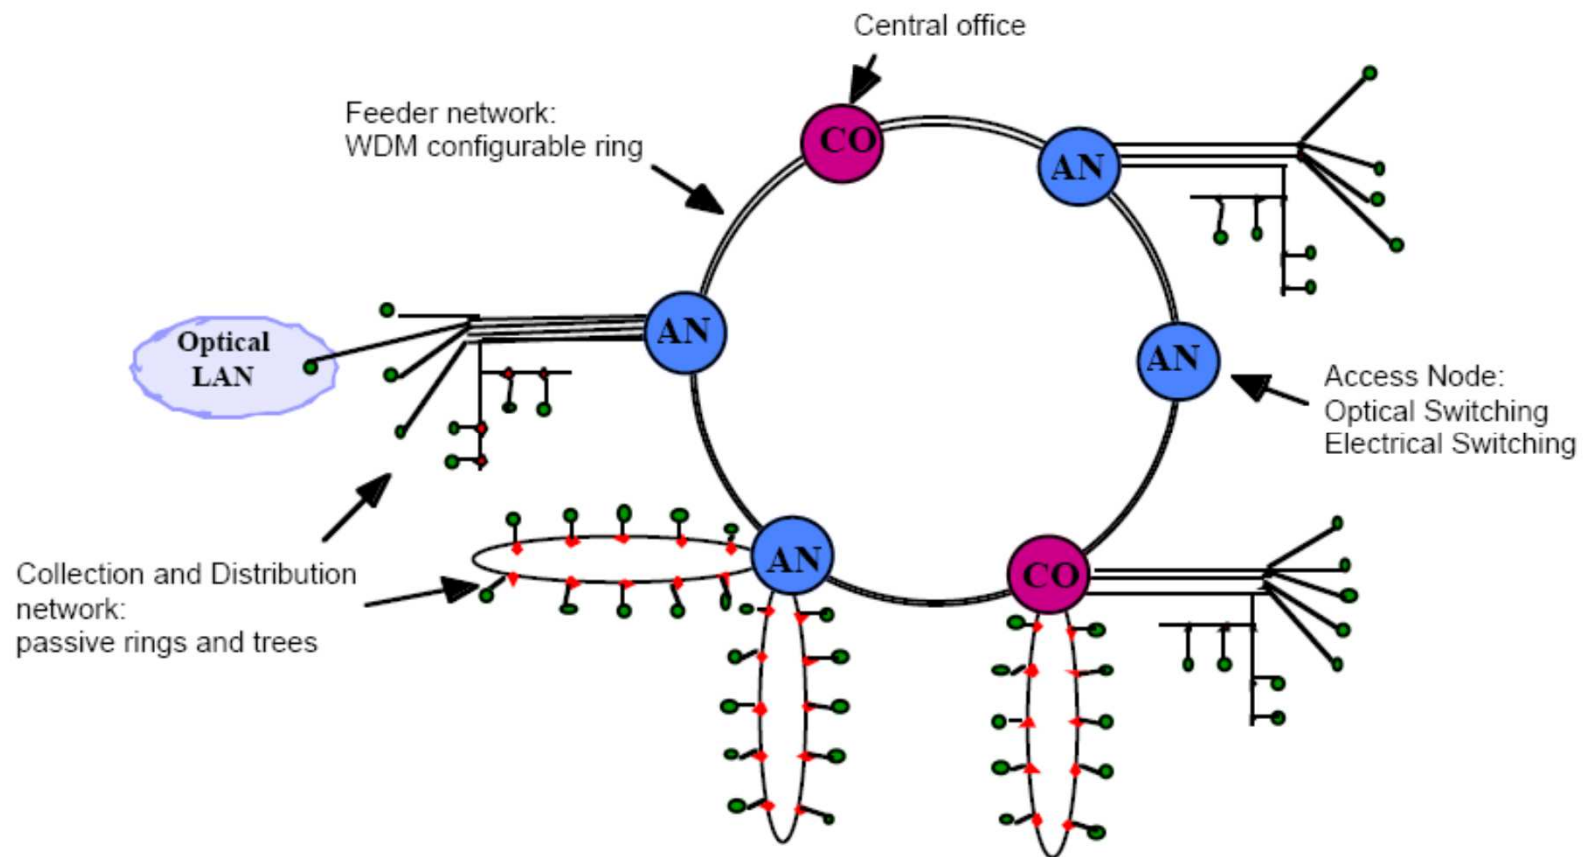 Central office
Feeder network:
WDM configurable ring
CO
AN
AN
Optical
LAN
AN
Access Node:
Optical Switching
Electrical Switching
AN
CO
Collection and Distribution
network:
passive rings and trees